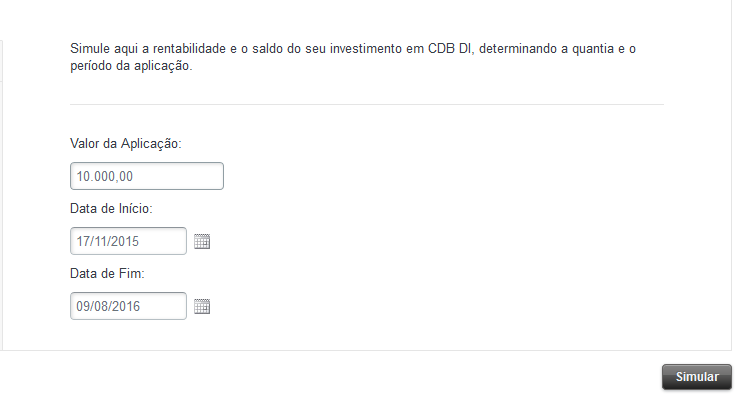 Simule aqui a rentabilidade e o saldo do seu investimento em CDB DI, determinando a quantia e o
período da aplicação.
Valor da Aplicação:
10.000,00
Data de Início:
17/11/2015
Data de Fim:
09/08/2016
Simular